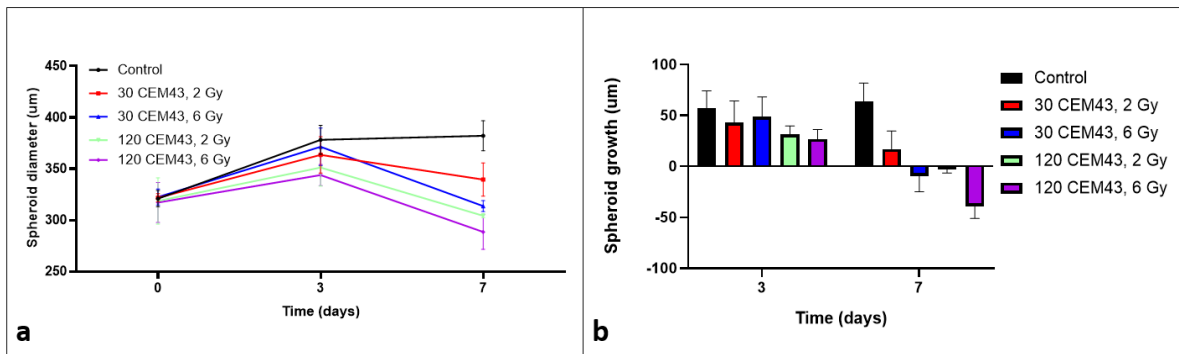 450
400
350
300
250
Spheroid diameter (um)
Control
30 CEM43, 2 Gy
30 CEM43, 6 Gy
120 CEM43, 2 Gy
120 CEM43, 6 Gy
0
3
7
Time (days)
a
100
50
0
-50
-100
Spheroid growth (um)
3
7
Time (days)
Control
30 CEM43, 2 Gy
30 CEM43, 6 Gy
120 CEM43, 2 Gy
120 CEM43, 6 Gy
b